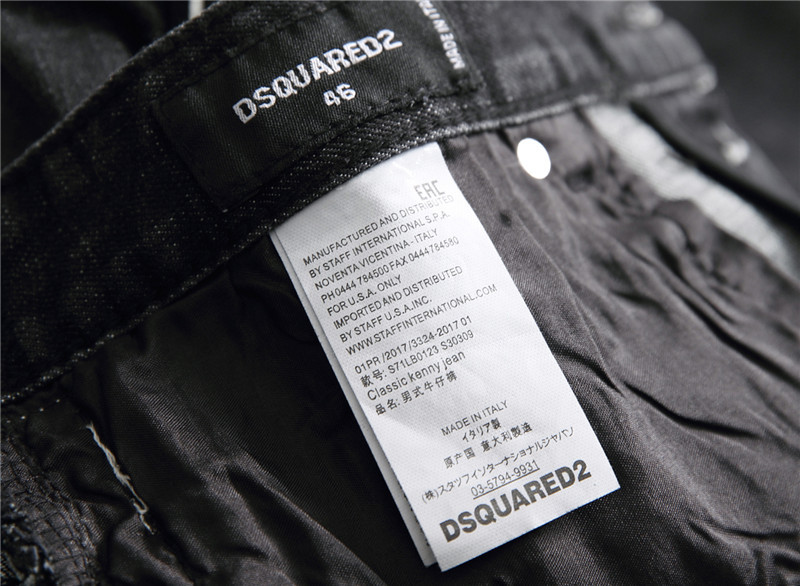 DSQUARED2
46
MADE IN ITALY
EAC
MANUFACTURED AND DISTRIBUTED
BY STAFF INTERNATIONAL S.P.A.
NOVENTA VICENTINA - ITALY
PH 0444 784500 FAX 0444784580
FOR U.S.A. ONLY
IMPORTED AND DISTRIBUTED
BY STAFF U.S.A.INC.
WWW.STAFFINTERNATIONAL.COM
01PR /2017/3324-2017 01
款号: S71LB0123 S30309
Classic kenny jean
品名: 男式牛仔裤
MADE IN ITALY
イタリア製
原产国 意大利製造
(株)スタッフインターナショナルジャパン
03-5794-9931
DSQUARED2